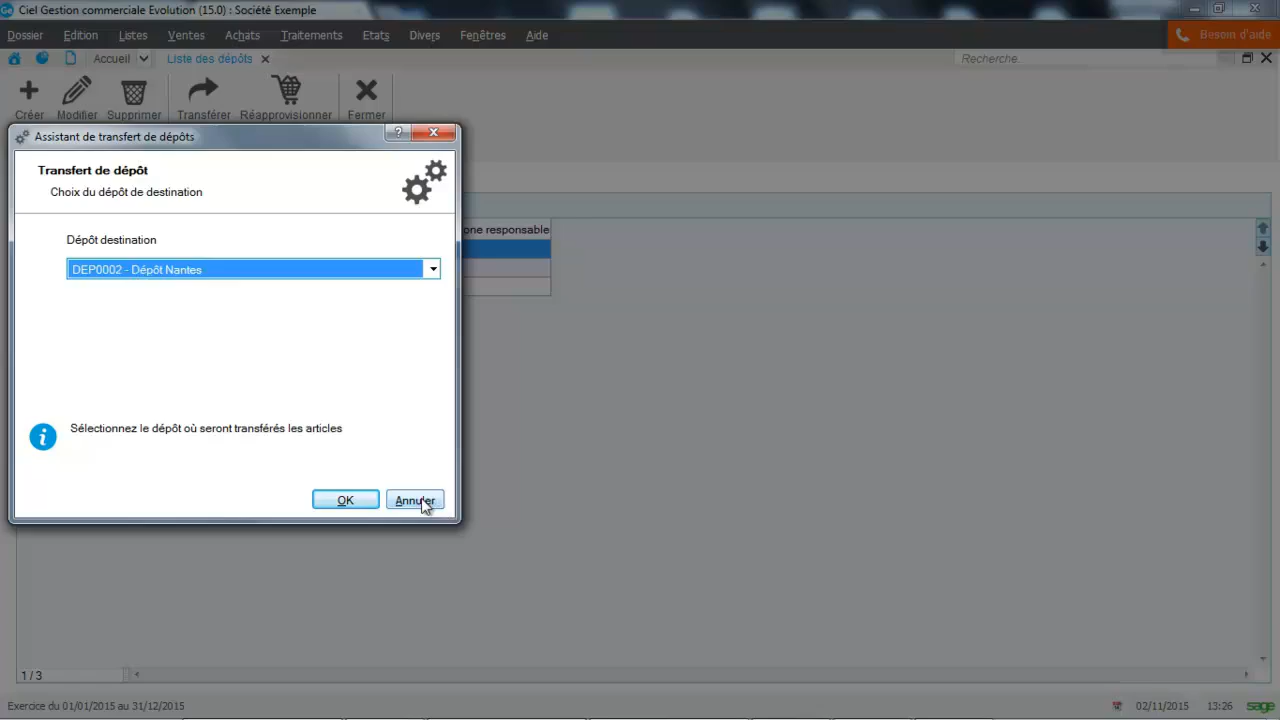 Ciel Gestion commerciale Evolution (15.0) : Société Exemple
Dossier Edition Listes Ventes Achats Traitements Etats Divers Fenêtres Aide Besoin d'aide
Accueil Liste des dépôts Recherche.
Créer Modifier Supprimer Transférer Réapprovisionner Fermer
Assistant de transfert de dépôts
Transfert de dépôt
Choix du dépôt de destination
one responsable
Dépôt destination
DEP0002 - Dépôt Nantes
Sélectionnez le dépôt où seront transférés les articles
OK Annuler
1 / 3
Exercice du 01/01/2015 au 31/12/2015 02/11/2015 13:26 sage